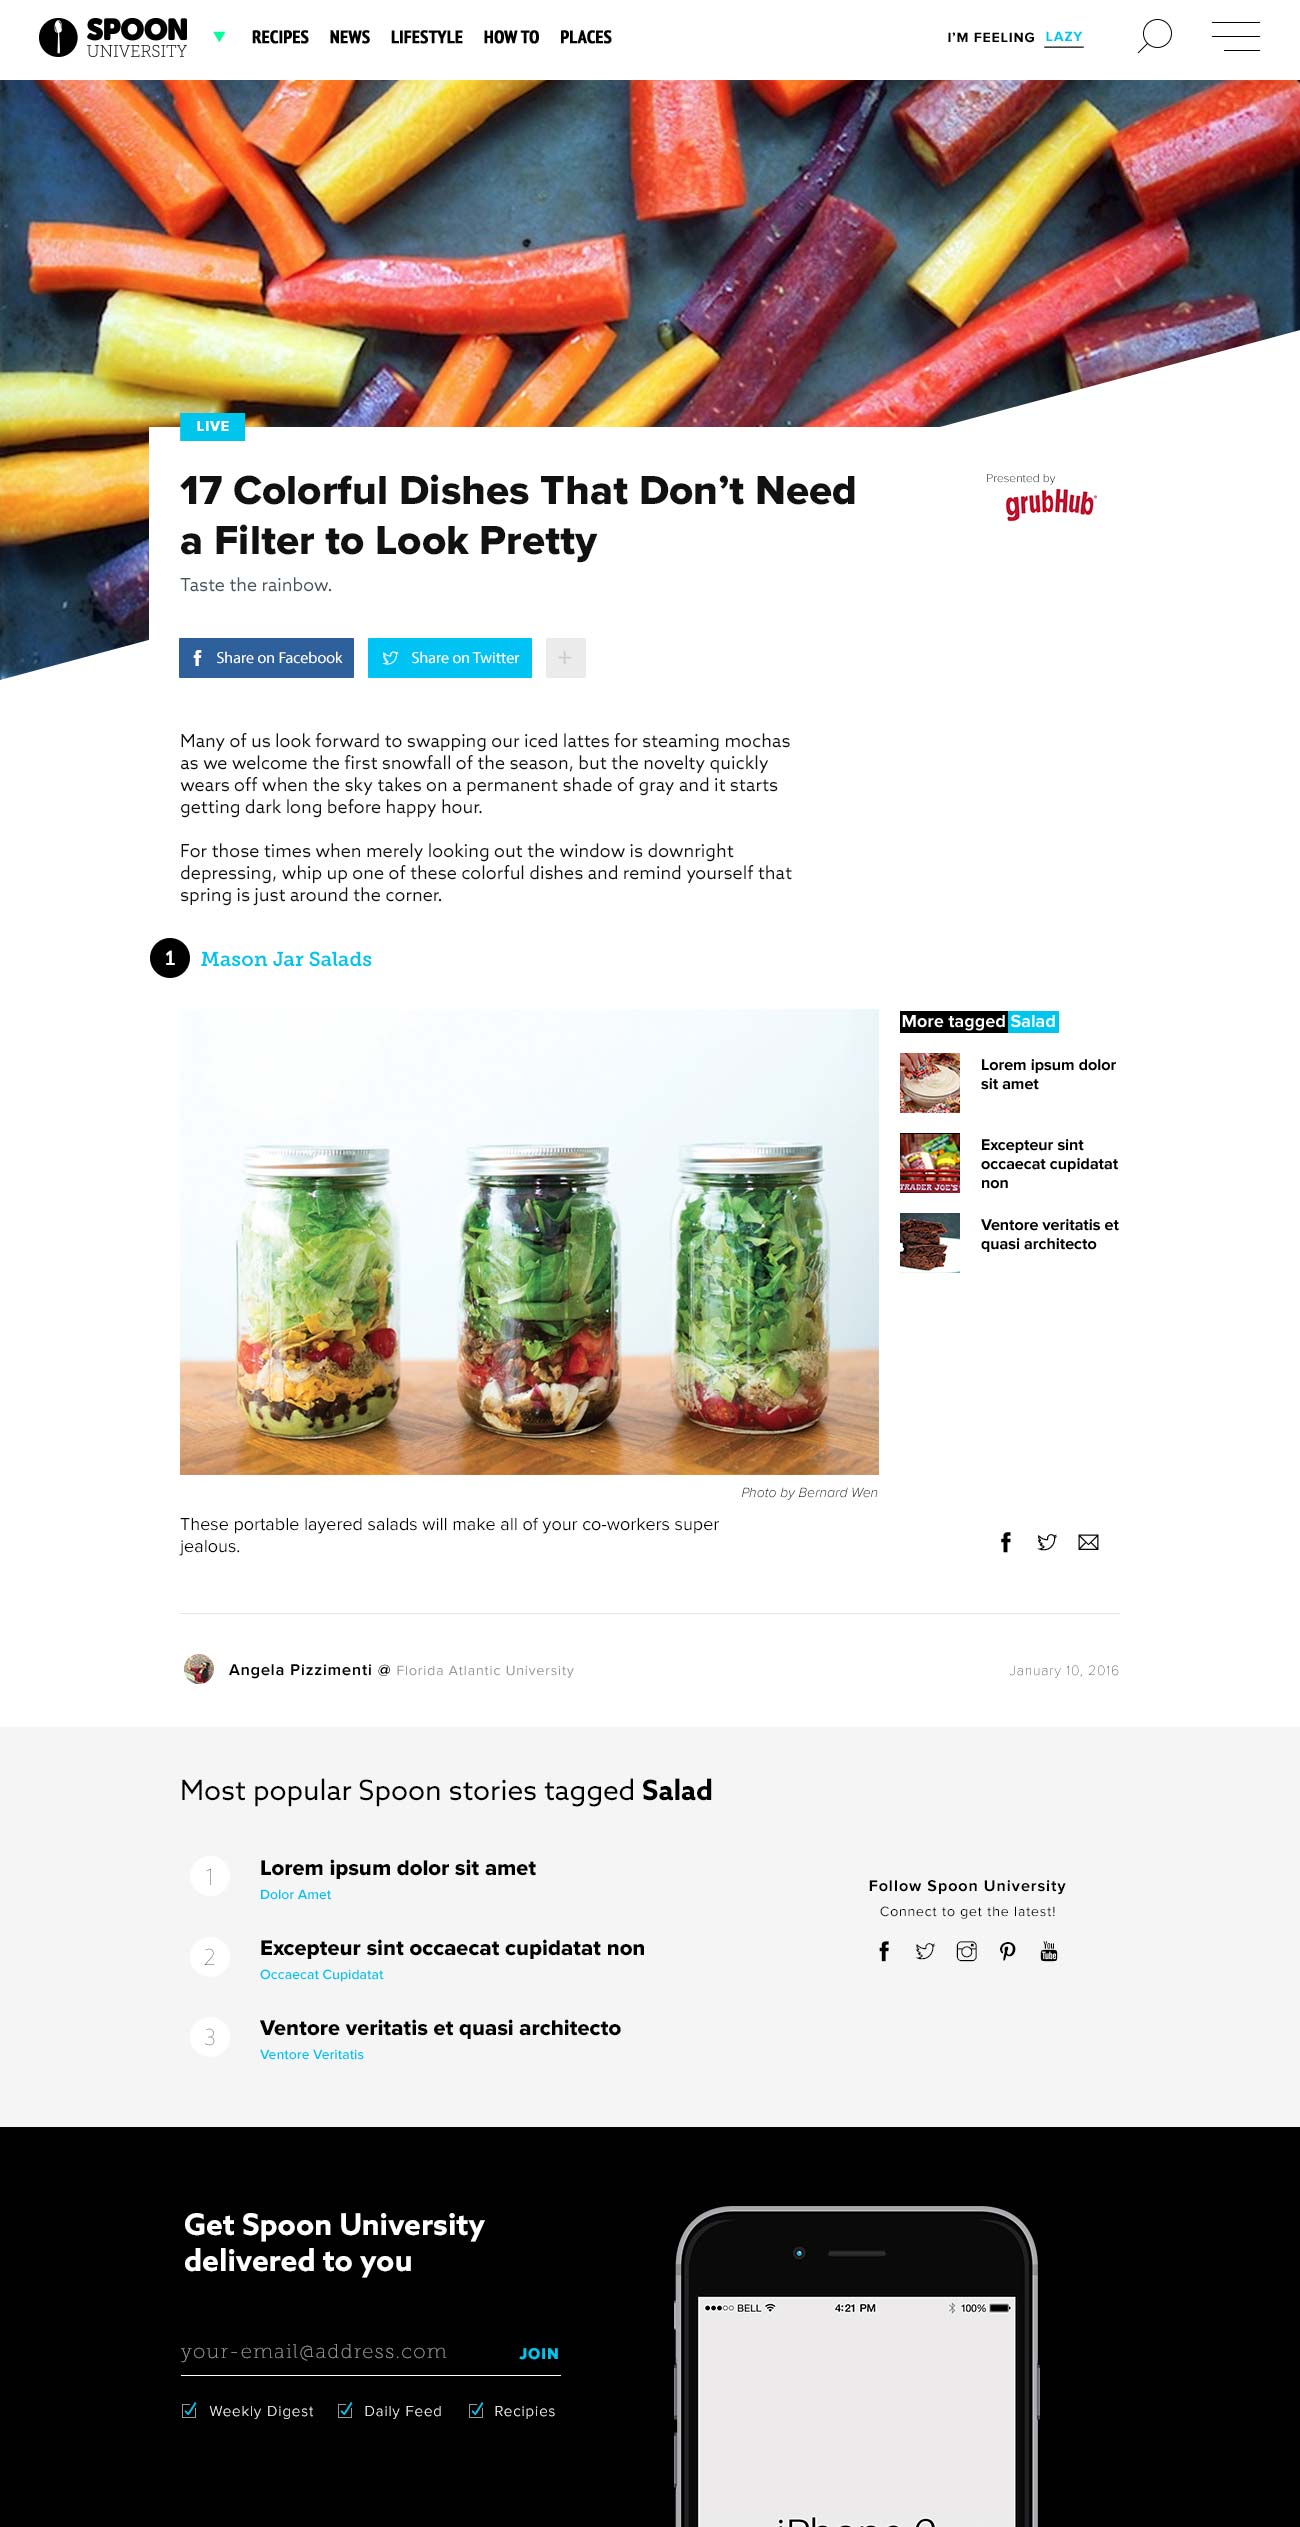 SPOON
UNIVERSITY
RECIPES NEWS LIFESTYLE HOW TO PLACES
I'M FEELING LAZY
LIVE
17 Colorful Dishes That Don't Need
a Filter to Look Pretty
Taste the rainbow.
Presented by
grubHub
Share on Facebook
Share on Twitter
+
Many of us look forward to swapping our iced lattes for steaming mochas
as we welcome the first snowfall of the season, but the novelty quickly
wears off when the sky takes on a permanent shade of gray and it starts
getting dark long before happy hour.
For those times when merely looking out the window is downright
depressing, whip up one of these colorful dishes and remind yourself that
spring is just around the corner.
1 Mason Jar Salads
More tagged Salad
Lorem ipsum dolor
sit amet
TRADER JOE'S
Excepteur sint
occaecat cupidatat
non
Ventore veritatis et
quasi architecto
Photo by Bernard Wen
These portable layered salads will make all of your co-workers super
jealous.
Angela Pizzimenti @ Florida Atlantic University
January 10, 2016
Most popular Spoon stories tagged Salad
1 Lorem ipsum dolor sit amet
Dolor Amet
2 Excepteur sint occaecat cupidatat non
Occaecat Cupidatat
3 Ventore veritatis et quasi architecto
Ventore Veritatis
Follow Spoon University
Connect to get the latest!
You
Tube
Get Spoon University
delivered to you
your-email@address.com JOIN
Weekly Digest Daily Feed Recipies
BELL 4:21 PM 100%